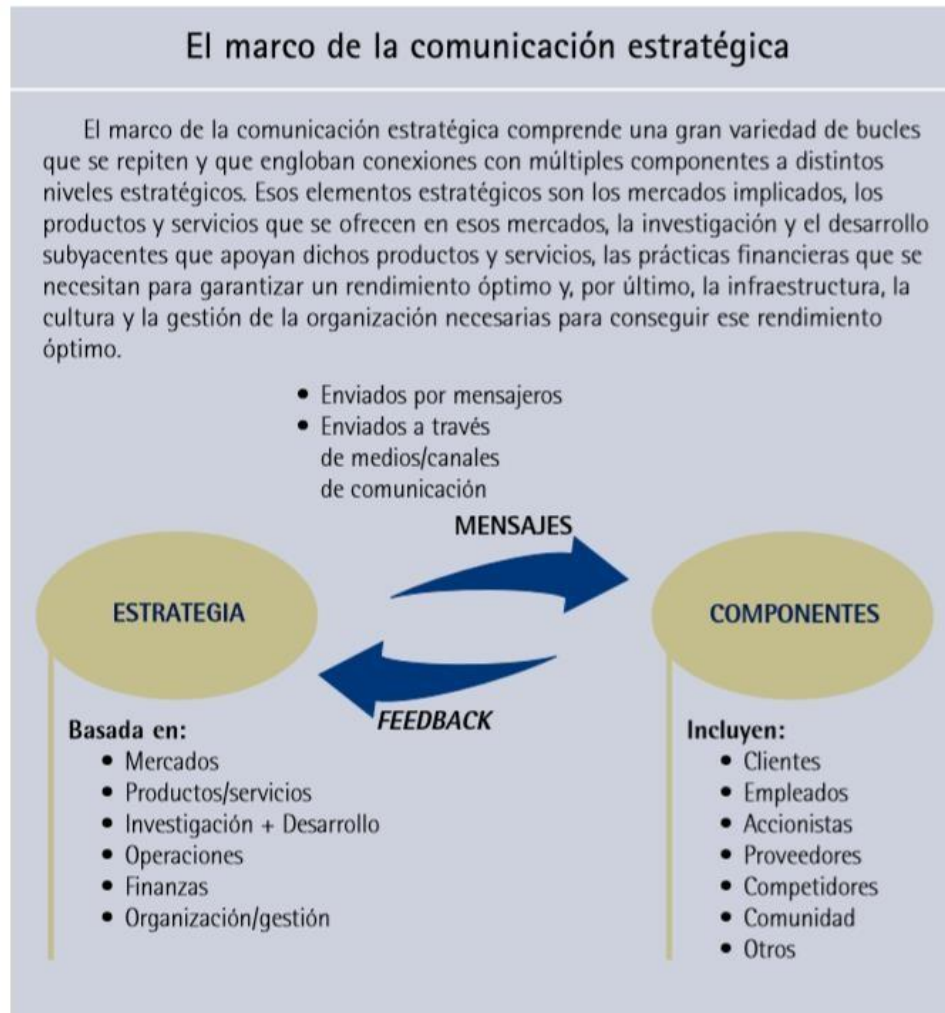 El marco de la comunicación estratégica
El marco de la comunicación estratégica comprende una gran variedad de bucles
que se repiten y que engloban conexiones con múltiples componentes a distintos
niveles estratégicos. Esos elementos estratégicos son los mercados implicados, los
productos y servicios que se ofrecen en esos mercados, la investigación y el desarrollo
subyacentes que apoyan dichos productos y servicios, las prácticas financieras que se
necesitan para garantizar un rendimiento óptimo y, por último, la infraestructura, la
cultura y la gestión de la organización necesarias para conseguir ese rendimiento
óptimo.
• Enviados por mensajeros
• Enviados a través
de medios/canales
de comunicación
MENSAJES
ESTRATEGIA
COMPONENTES
FEEDBACK
Basada en:
• Mercados
• Productos/servicios
• Investigación + Desarrollo
• Operaciones
• Finanzas
• Organización/gestión
Incluyen:
• Clientes
• Empleados
• Accionistas
• Proveedores
• Competidores
• Comunidad
• Otros